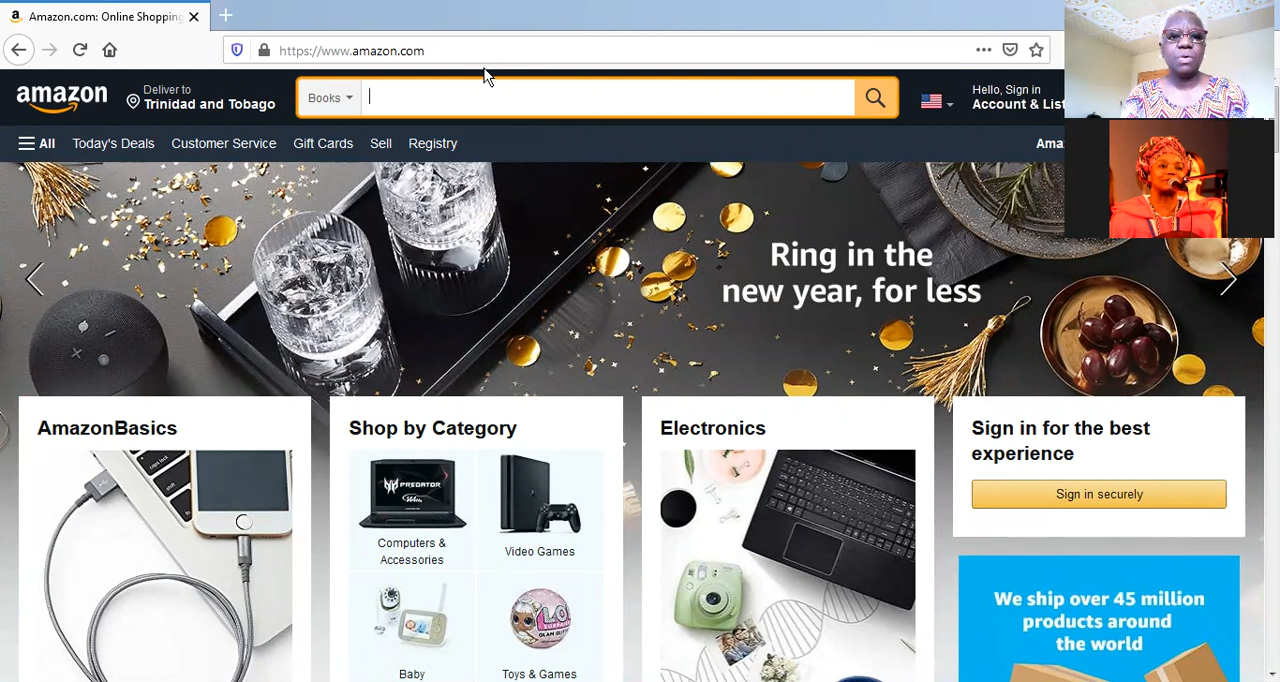 Amazon.com: Online Shopping
https://www.amazon.com
amazon
Deliver to
Trinidad and Tobago
Books
Hello, Sign in
Account & List
All
Today's Deals
Customer Service
Gift Cards
Sell
Registry
Ama
Ring in the
new year, for less
AmazonBasics
caps lock
shift
Shop by Category
PREDATOR
Computers &
Accessories
Video Games
Baby
L.O.L.
Toys & Games
Electronics
Sign in for the best
experience
Sign in securely
We ship over 45 million
products around
the world